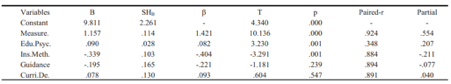 Variables B SHB β T p Paired-r Partial
Constant 9.811 2.261 - 4.340 .000 - -
Measure. 1.157 .114 1.421 10.136 .000 .924 .554
Edu.Psyc. .090 .028 .082 3.230 .001 .348 .207
Ins.Meth. -.339 .103 -.404 -3.291 .001 .884 -.211
Guidance -.195 .165 -.221 -1.181 .239 .894 -.077
Curri.De. .078 .130 .093 .604 .547 .891 .040